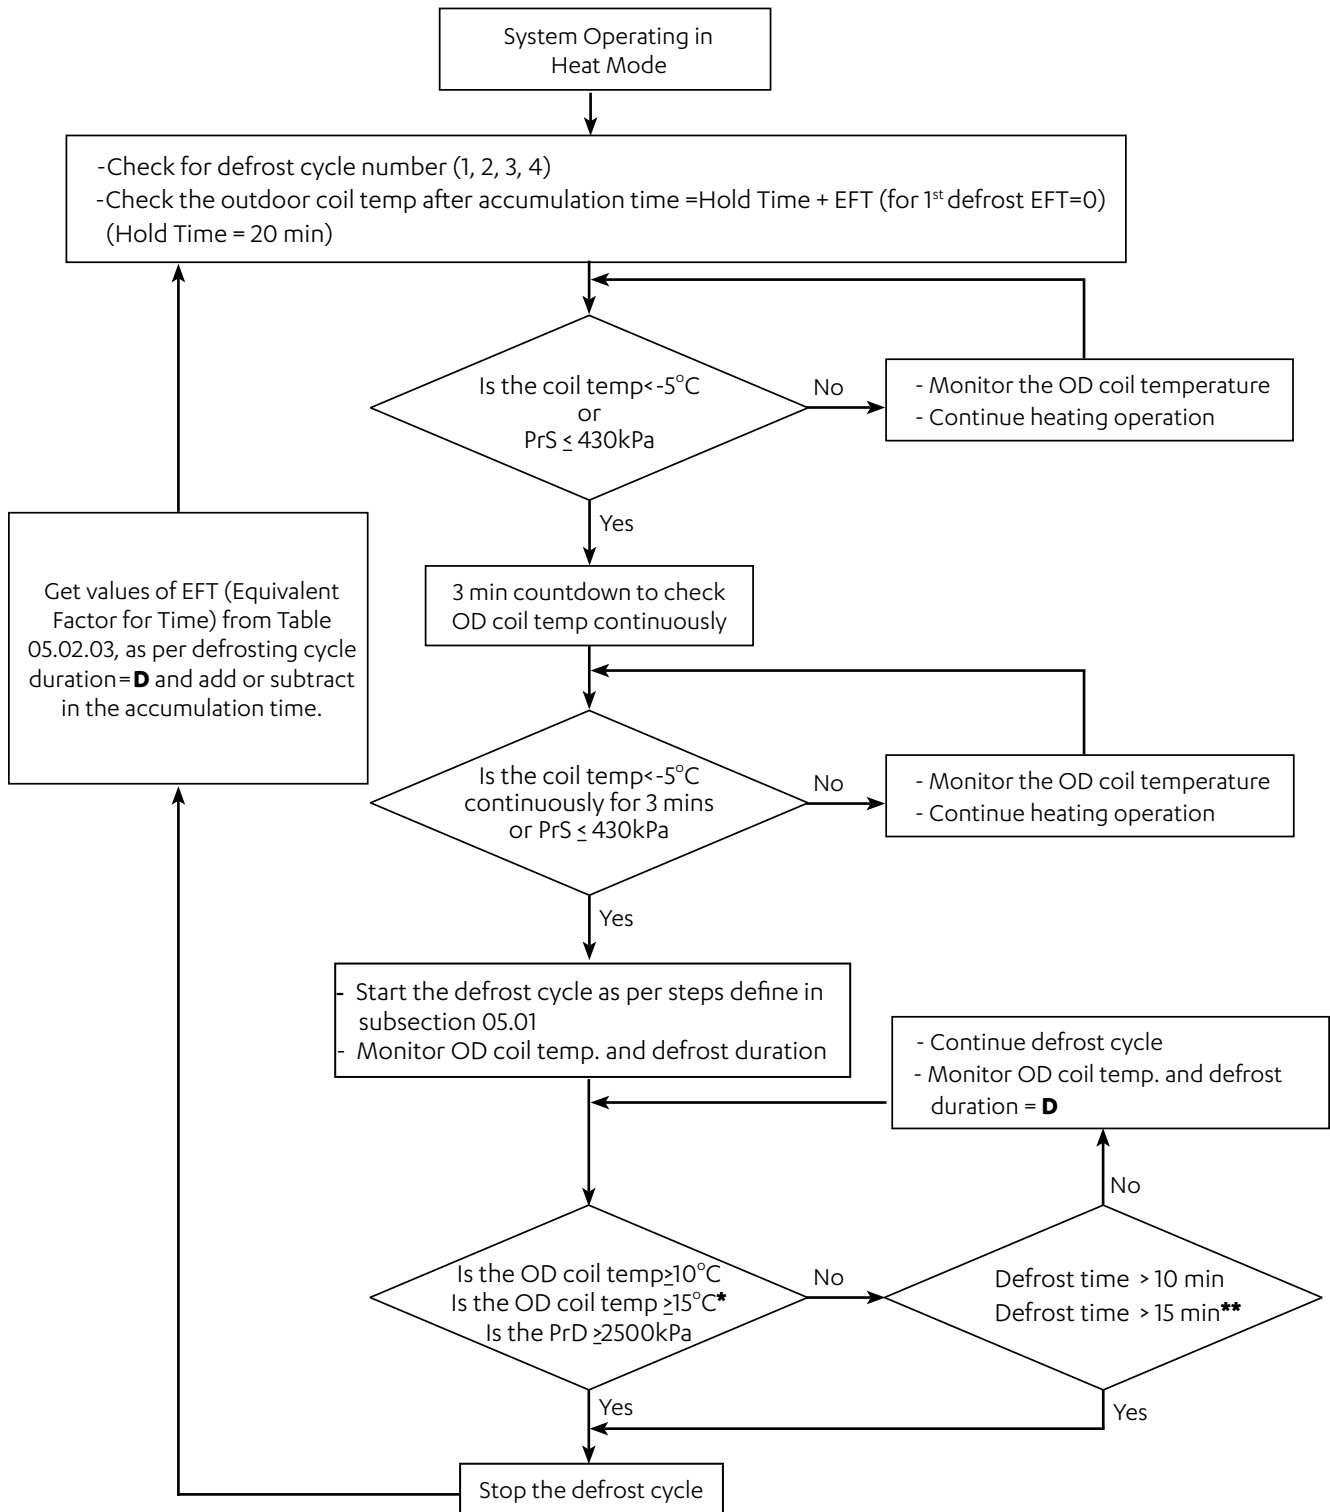 System Operating in
Heat Mode
-Check for defrost cycle number (1, 2, 3, 4)
-Check the outdoor coil temp after accumulation time =Hold Time + EFT (for 1st defrost EFT=0)
(Hold Time = 20 min)
Is the coil temp<-5°C
or
PrS ≤ 430kPa
No
- Monitor the OD coil temperature
- Continue heating operation
Yes
Get values of EFT (Equivalent
Factor for Time) from Table
05.02.03, as per defrosting cycle
duration=D and add or subtract
in the accumulation time.
3 min countdown to check
OD coil temp continuously
Is the coil temp<-5°C
continuously for 3 mins
or PrS ≤ 430kPa
No
- Monitor the OD coil temperature
- Continue heating operation
Yes
- Start the defrost cycle as per steps define in
subsection 05.01
- Monitor OD coil temp. and defrost duration
- Continue defrost cycle
- Monitor OD coil temp. and defrost
duration = D
No
Is the OD coil temp≥10°C
Is the OD coil temp ≥15°C*
Is the PrD ≥2500kPa
No
Defrost time > 10 min
Defrost time > 15 min**
Yes
Yes
Stop the defrost cycle